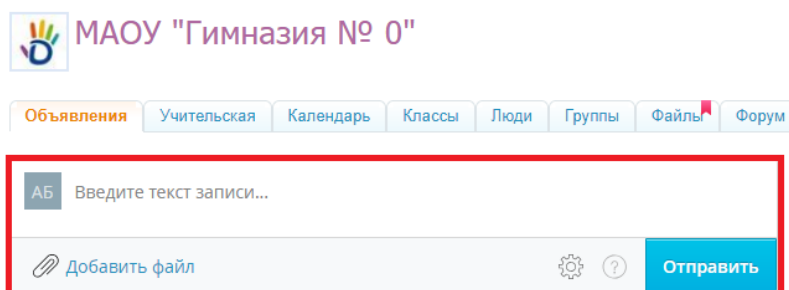 МАОУ "Гимназия № 0"
Объявления Учительская Календарь Классы Люди Группы Файлы Форум
АБ Введите текст записи...
Добавить файл ? Отправить